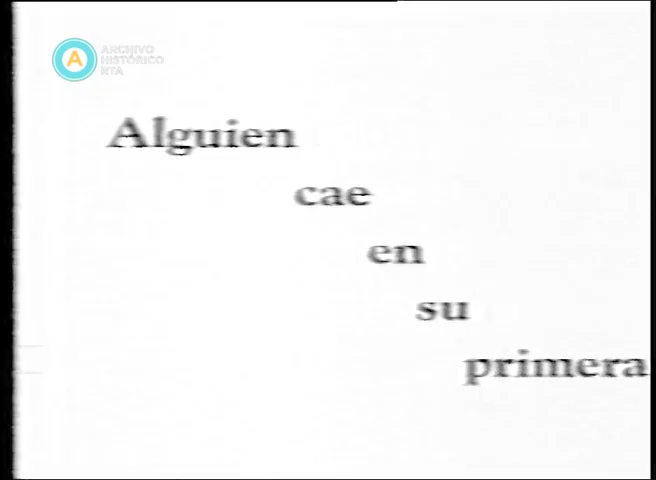 ARCHIVO
HISTÓRICO
RTA
A
Alguien
cae
en
su
primera